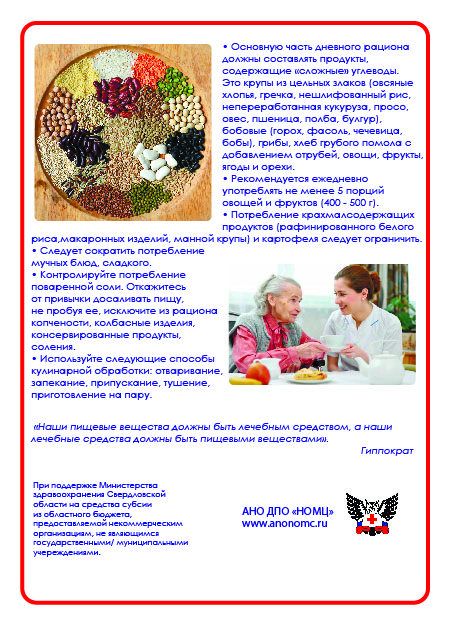 • Основную часть дневного рациона
должны составлять продукты,
содержащие «сложные» углеводы.
Это крупы из цельных злаков (овсяные
хлопья, гречка, нешлифованный рис,
непереработанная кукуруза, просо,
овес, пшеница, полба, булгур),
бобовые (горох, фасоль, чечевица,
бобы), грибы, хлеб грубого помола с
добавлением отрубей, овощи, фрукты,
ягоды и орехи.
• Рекомендуется ежедневно
употреблять не менее 5 порций
овощей и фруктов (400 - 500 г).
• Потребление крахмалсодержащих
продуктов (рафинированного белого
риса,макаронных изделий, манной крупы) и картофеля следует ограничить.
• Следует сократить потребление
мучных блюд, сладкого.
• Контролируйте потребление
поваренной соли. Откажитесь
от привычки досаливать пищу,
не пробуя ее, исключите из рациона
копчености, колбасные изделия,
консервированные продукты,
соления.
• Используйте следующие способы
кулинарной обработки: отваривание,
запекание, припускание, тушение,
приготовление на пару.
«Наши пищевые вещества должны быть лечебным средством, а наши
лечебные средства должны быть пищевыми веществами».
Гиппократ
При поддержке Министерства
здравоохранения Свердловской
области на средства субсии
из областного бюджета,
предоставляемой некоммерческим
организациям, не являющимся
государственными/ муниципальными
учереждениями.
АНО ДПО «НОМЦ»
www.anonomc.ru